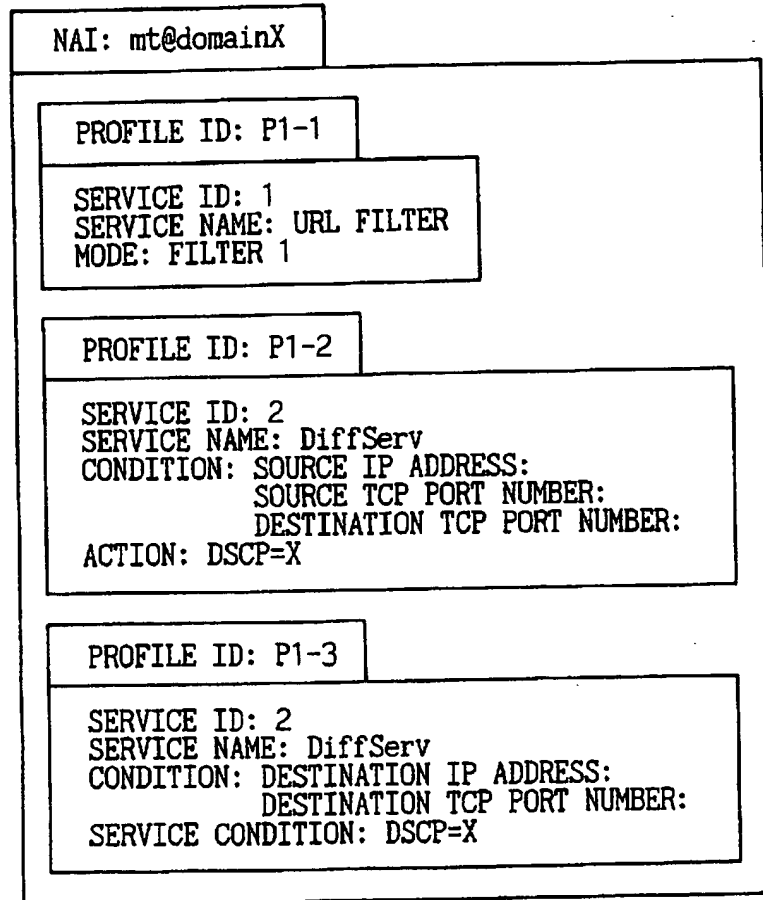 NAI: mt@domainX
PROFILE ID: P1-1
SERVICE ID: 1
SERVICE NAME: URL FILTER
MODE: FILTER 1
PROFILE ID: P1-2
SERVICE ID: 2
SERVICE NAME: DiffServ
CONDITION: SOURCE IP ADDRESS:
SOURCE TCP PORT NUMBER:
DESTINATION TCP PORT NUMBER:
ACTION: DSCP=X
PROFILE ID: P1-3
SERVICE ID: 2
SERVICE NAME: DiffServ
CONDITION: DESTINATION IP ADDRESS:
DESTINATION TCP PORT NUMBER:
SERVICE CONDITION: DSCP=X